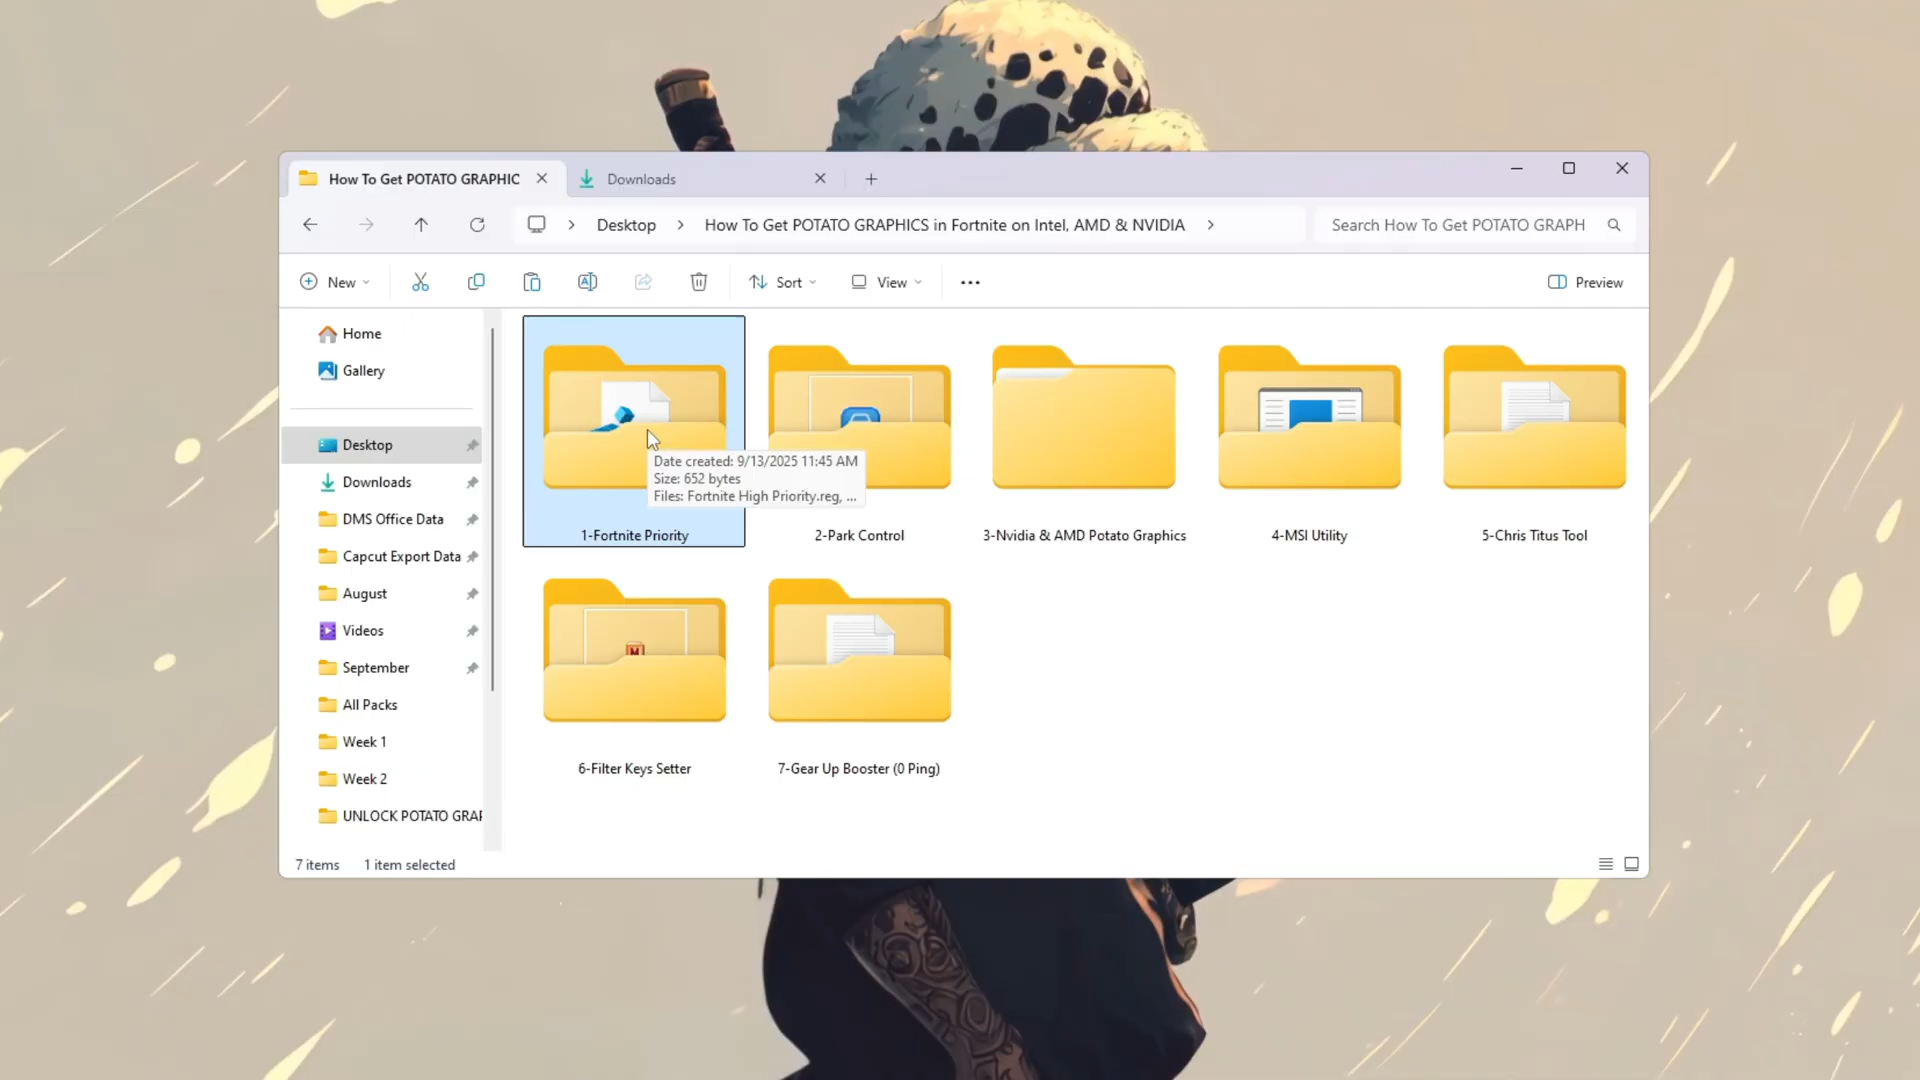 How To Get POTATO GRAPHIC
Downloads
Desktop
How To Get POTATO GRAPHICS in Fortnite on Intel, AMD & NVIDIA
Search How To Get POTATO GRAPH
New
Sort
View
Preview
Home
Gallery
Desktop
Downloads
DMS Office Data
Capcut Export Data
August
Videos
September
All Packs
Week 1
Week 2
UNLOCK POTATO GRAP
Date created: 9/13/2025 11:45 AM
Size: 652 bytes
Files: Fortnite High Priority.reg, ...
1-Fortnite Priority
2-Park Control
3-Nvidia & AMD Potato Graphics
4-MSI Utility
5-Chris Titus Tool
M
6-Filter Keys Setter
7-Gear Up Booster (0 Ping)
7 items
1 item selected